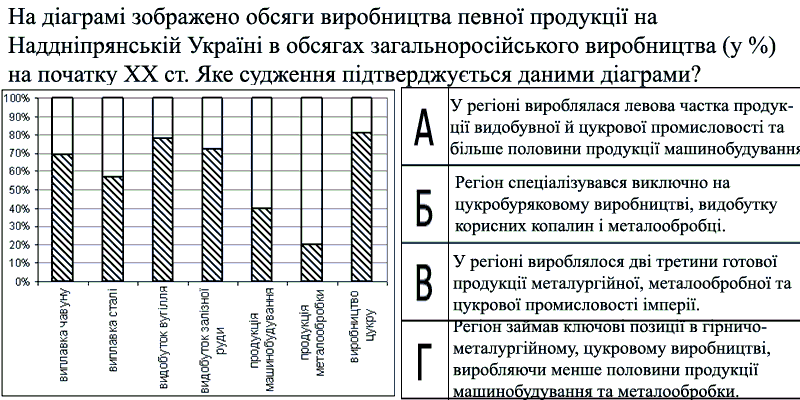 На діаграмі зображено обсяги виробництва певної продукції на
Наддніпрянській Україні в обсягах загальноросійського виробництва (у %)
на початку ХХ ст. Яке судження підтверджується даними діаграми?
100%
90%
80%
70%
60%
50%
40%
30%
20%
10%
0%
виплавка чавуну
виплавка сталі
видобуток вугілля
видобуток залізної
руди
продукція
машинобудування
продукція
металообробки
виробництво
цукру
А
У регіоні вироблялася левова частка продук-
ції видобувної й цукрової промисловості та
більше половини продукції машинобудування
Б
Регіон спеціалізувався виключно на
цукробуряковому виробництві, видобутку
корисних копалин і металообробці.
В
У регіоні вироблялося дві третини готової
продукції металургійної, металообробної та
цукрової промисловості імперії.
Г
Регіон займав ключові позиції в гірничо-
металургійному, цукровому виробництві,
виробляючи менше половини продукції
машинобудування та металообробки.